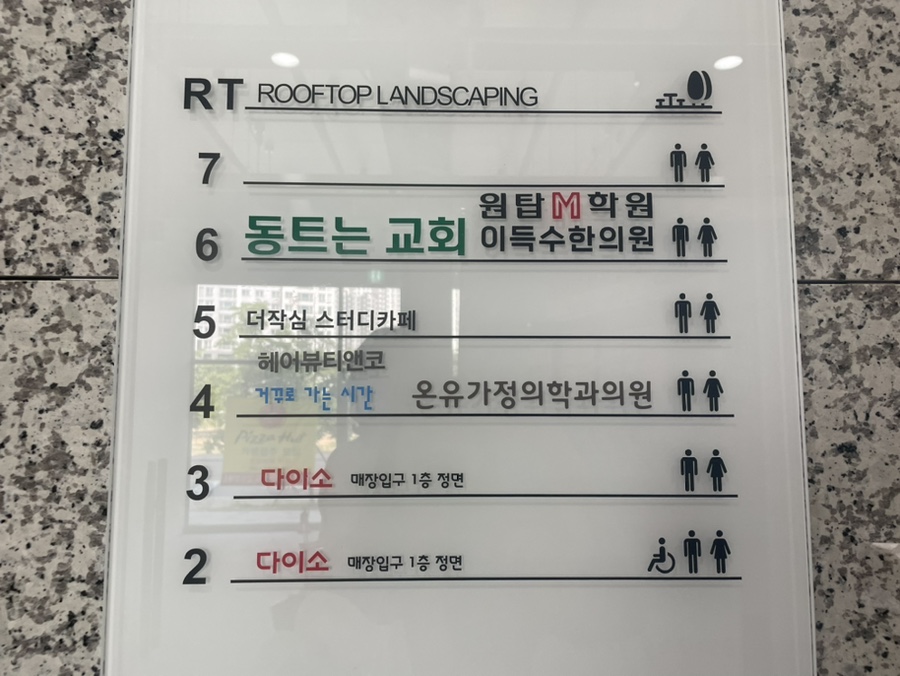 RT ROOFTOP LANDSCAPING
7
원탑M학원
6 동트는 교회 이득수한의원
5 더작심 스터디카페
헤어뷰티앤코
4 거꾸로 가는 시간 온유가정의학과의원
Pizza Hut
3 다이소 매장입구 1층 정면
2 다이소 매장입구 1층 정면